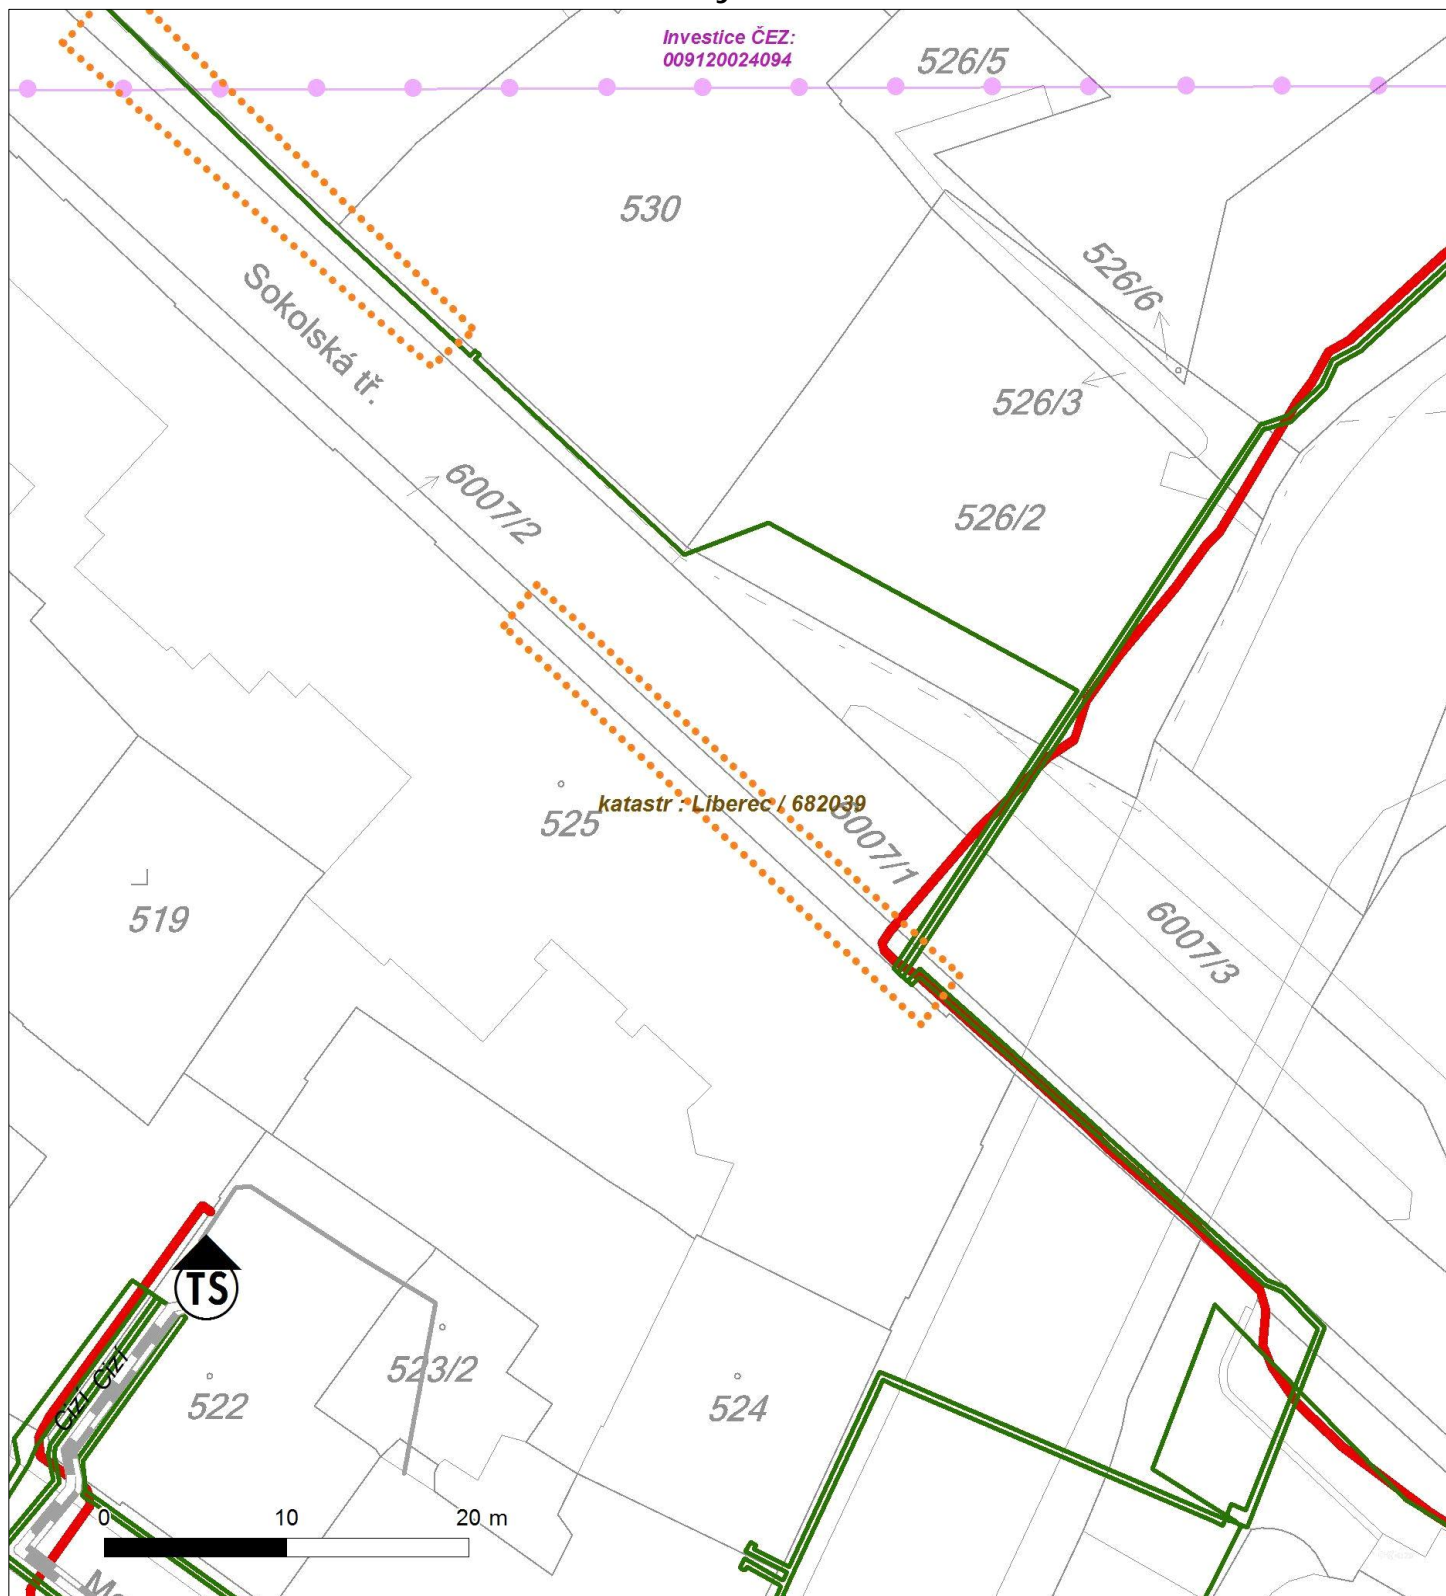 Investice ČEZ:
009120024094
526/5
530
526/6
Sokolská tř.
526/3
6007/2
526/2
katastr : Liberec / 682039
525
6007/1
519
6007/3
TS
Cizí Cizí
523/2
522
524
0 10 20 m